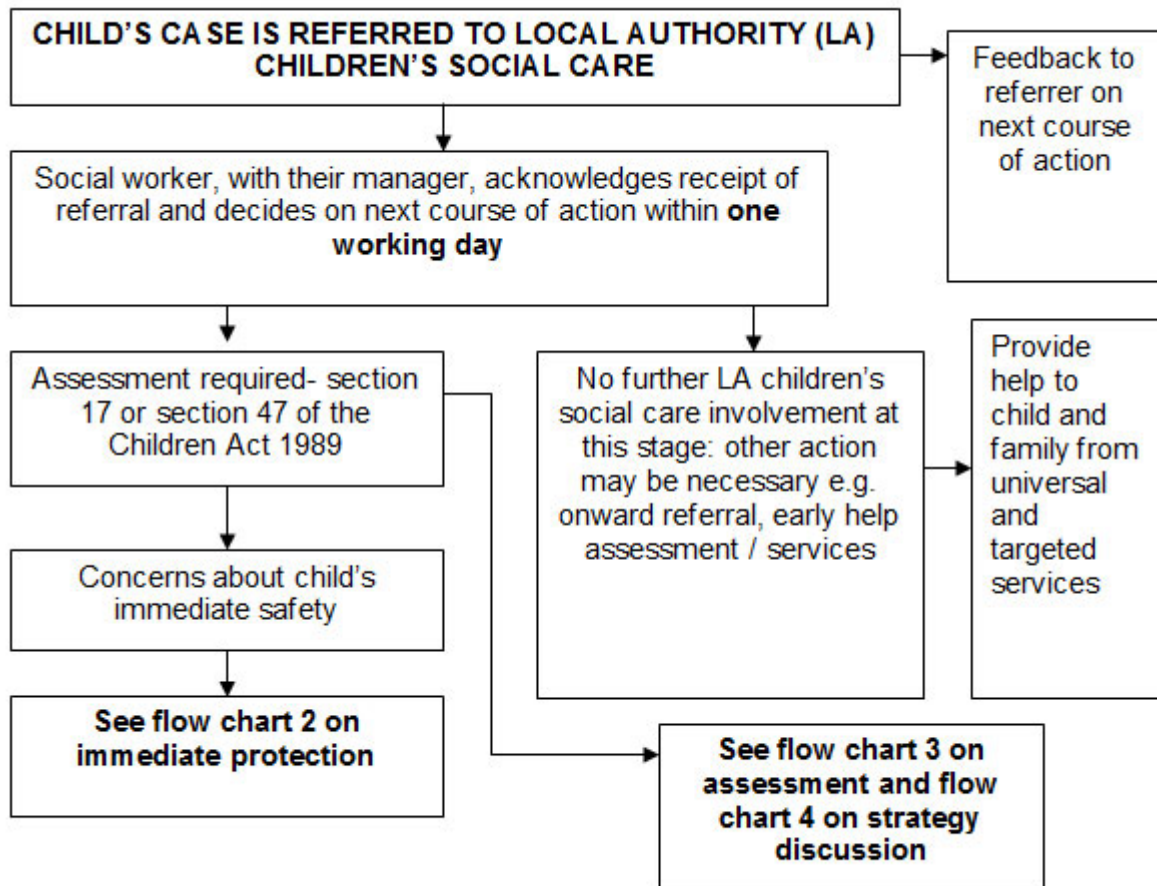 CHILD'S CASE IS REFERRED TO LOCAL AUTHORITY (LA)
CHILDREN'S SOCIAL CARE
Feedback to
referrer on
next course
of action
Social worker, with their manager, acknowledges receipt of
referral and decides on next course of action within one
working day
Assessment required- section
17 or section 47 of the
Children Act 1989
No further LA children's
social care involvement at
this stage: other action
may be necessary e.g.
onward referral, early help
assessment / services
Provide
help to
child and
family from
universal
and
targeted
services
Concerns about child's
immediate safety
See flow chart 2 on
immediate protection
See flow chart 3 on
assessment and flow
chart 4 on strategy
discussion